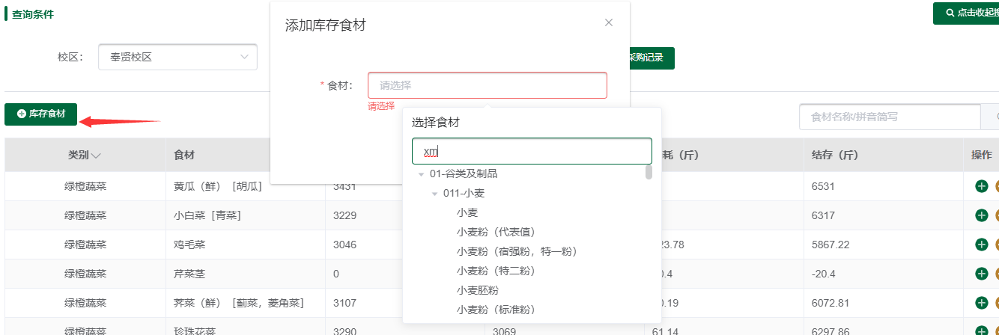 查询条件
点击收起搜
添加库存食材
校区：
奉贤校区
采购记录
* 食材：
请选择
请选择
库存食材
食材名称/拼音简写
选择食材
xm
类别
食材
耗（斤）
结存（斤）
操作
01-谷类及制品
011-小麦
小麦
小麦粉（代表值）
小麦粉（宿强粉，特一粉）
小麦粉（特二粉）
小麦胚粉
小麦粉（标准粉）
绿橙蔬菜
黄瓜（鲜）［胡瓜］
3431
6531
绿橙蔬菜
小白菜［青菜］
3229
6317
绿橙蔬菜
鸡毛菜
3046
23.78
5867.22
绿橙蔬菜
芹菜茎
0
0.4
-20.4
绿橙蔬菜
荠菜（鲜）［蓟菜，菱角菜］
3107
0.19
6072.81
绿橙蔬菜
珍珠花菜
3290
3069
61.14
6297.86